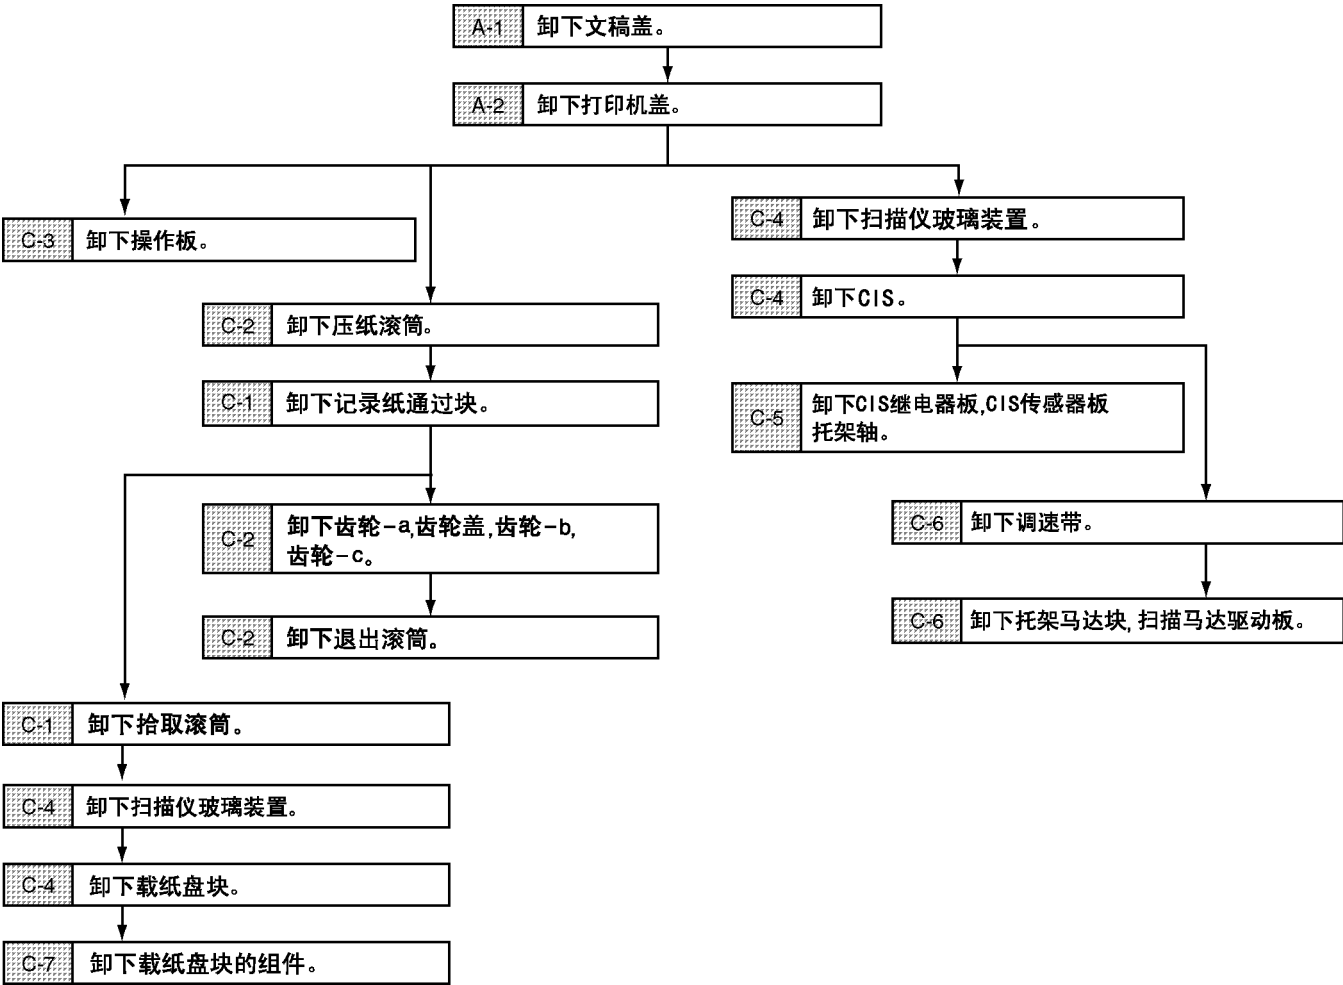 A-1 卸下文稿盖。
A-2 卸下打印机盖。
C-3 卸下操作板。
C-2 卸下压纸滚筒。
C-1 卸下记录纸通过块。
C-2 卸下齿轮-a,齿轮盖,齿轮-b,
齿轮-c。
C-2 卸下退出滚筒。
C-1 卸下拾取滚筒。
C-4 卸下扫描仪玻璃装置。
C-4 卸下载纸盘块。
C-7 卸下载纸盘块的组件。
C-4 卸下扫描仪玻璃装置。
C-4 卸下CIS。
C-5 卸下CIS继电器板,CIS传感器板
托架轴。
C-6 卸下调速带。
C-6 卸下托架马达块,扫描马达驱动板。